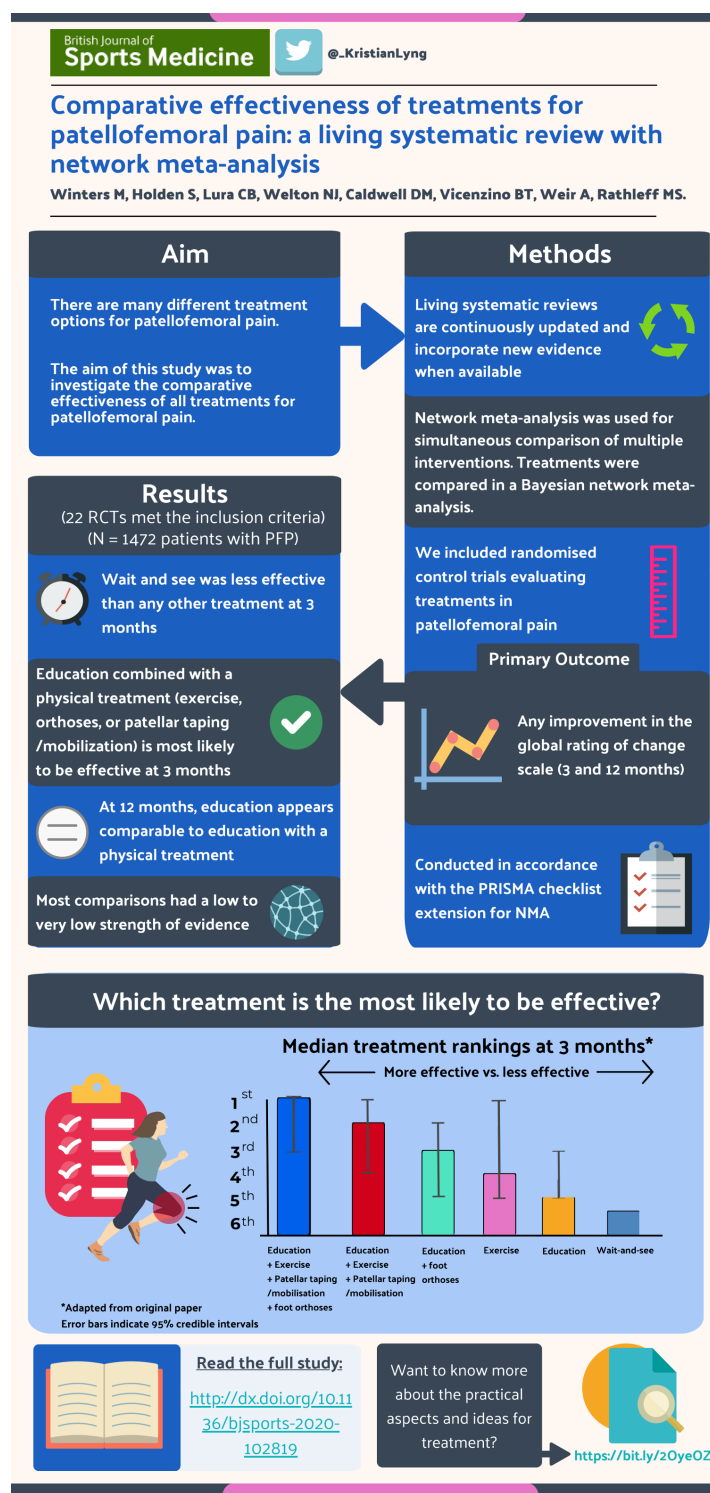 British Journal of
Sports Medicine
@_KristianLyng
Comparative effectiveness of treatments for
patellofemoral pain: a living systematic review with
network meta-analysis
Winters M, Holden S, Lura CB, Welton NJ, Caldwell DM, Vicenzino BT, Weir A, Rathleff MS.
Aim
There are many different treatment
options for patellofemoral pain.
The aim of this study was to
investigate the comparative
effectiveness of all treatments for
patellofemoral pain.
Methods
Living systematic reviews
are continuously updated and
incorporate new evidence
when available
Network meta-analysis was used for
simultaneous comparison of multiple
interventions. Treatments were
compared in a Bayesian network meta-
analysis.
We included randomised
control trials evaluating
treatments in
patellofemoral pain
Primary Outcome
Any improvement in the
global rating of change
scale (3 and 12 months)
Conducted in accordance
with the PRISMA checklist
extension for NMA
Results
(22 RCTs met the inclusion criteria)
(N = 1472 patients with PFP)
Wait and see was less effective
than any other treatment at 3
months
Education combined with a
physical treatment (exercise,
orthoses, or patellar taping
/mobilization) is most likely
to be effective at 3 months
At 12 months, education appears
comparable to education with a
physical treatment
Most comparisons had a low to
very low strength of evidence
Which treatment is the most likely to be effective?
Median treatment rankings at 3 months*
More effective vs. less effective
1st
2nd
3rd
4th
5th
6th
Education
+ Exercise
+ Patellar taping
/mobilisation
+ foot orthoses
Education
+ Exercise
+ Patellar taping
/mobilisation
Education
+ foot
orthoses
Exercise
Education
Wait-and-see
*Adapted from original paper
Error bars indicate 95% credible intervals
Read the full study:
http://dx.doi.org/10.11
36/bjsports-2020-
102819
Want to know more
about the practical
aspects and ideas for
treatment?
https://bit.ly/2OyeOZ